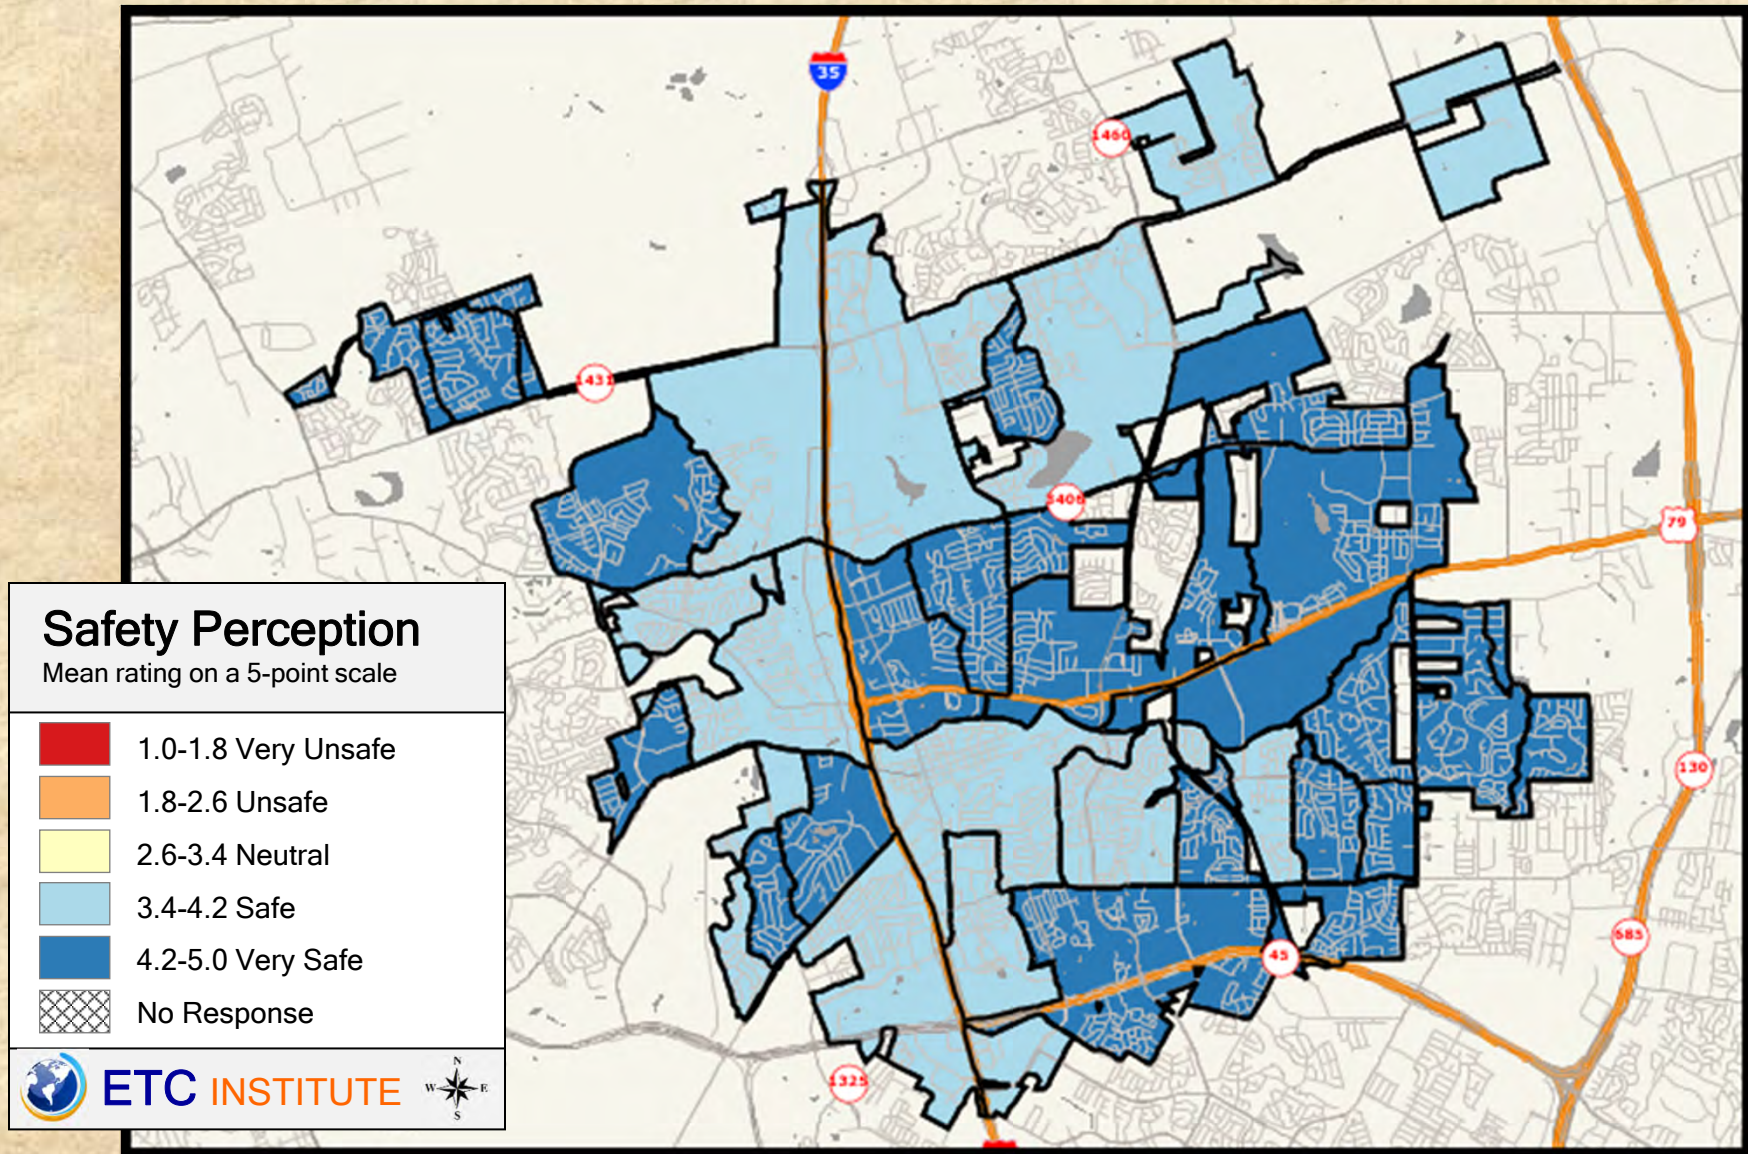 35
1460
1431
3406
79
Safety Perception
Mean rating on a 5-point scale
1.0-1.8 Very Unsafe
1.8-2.6 Unsafe
2.6-3.4 Neutral
3.4-4.2 Safe
4.2-5.0 Very Safe
No Response
130
685
45
1325
ETC INSTITUTE
N
W E
S